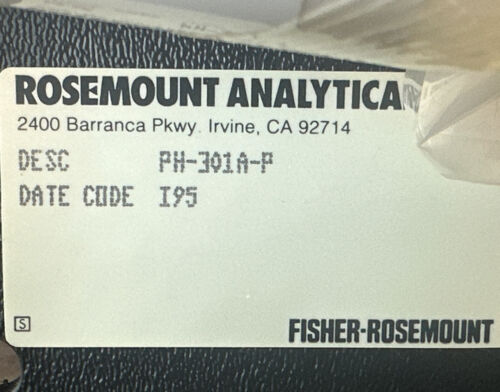 ROSEMOUNT ANALYTICA
2400 Barranca Pkwy. Irvine, CA 92714
DESC PH-301A-P
DATE CODE I95
S
FISHER-ROSEMOUNT